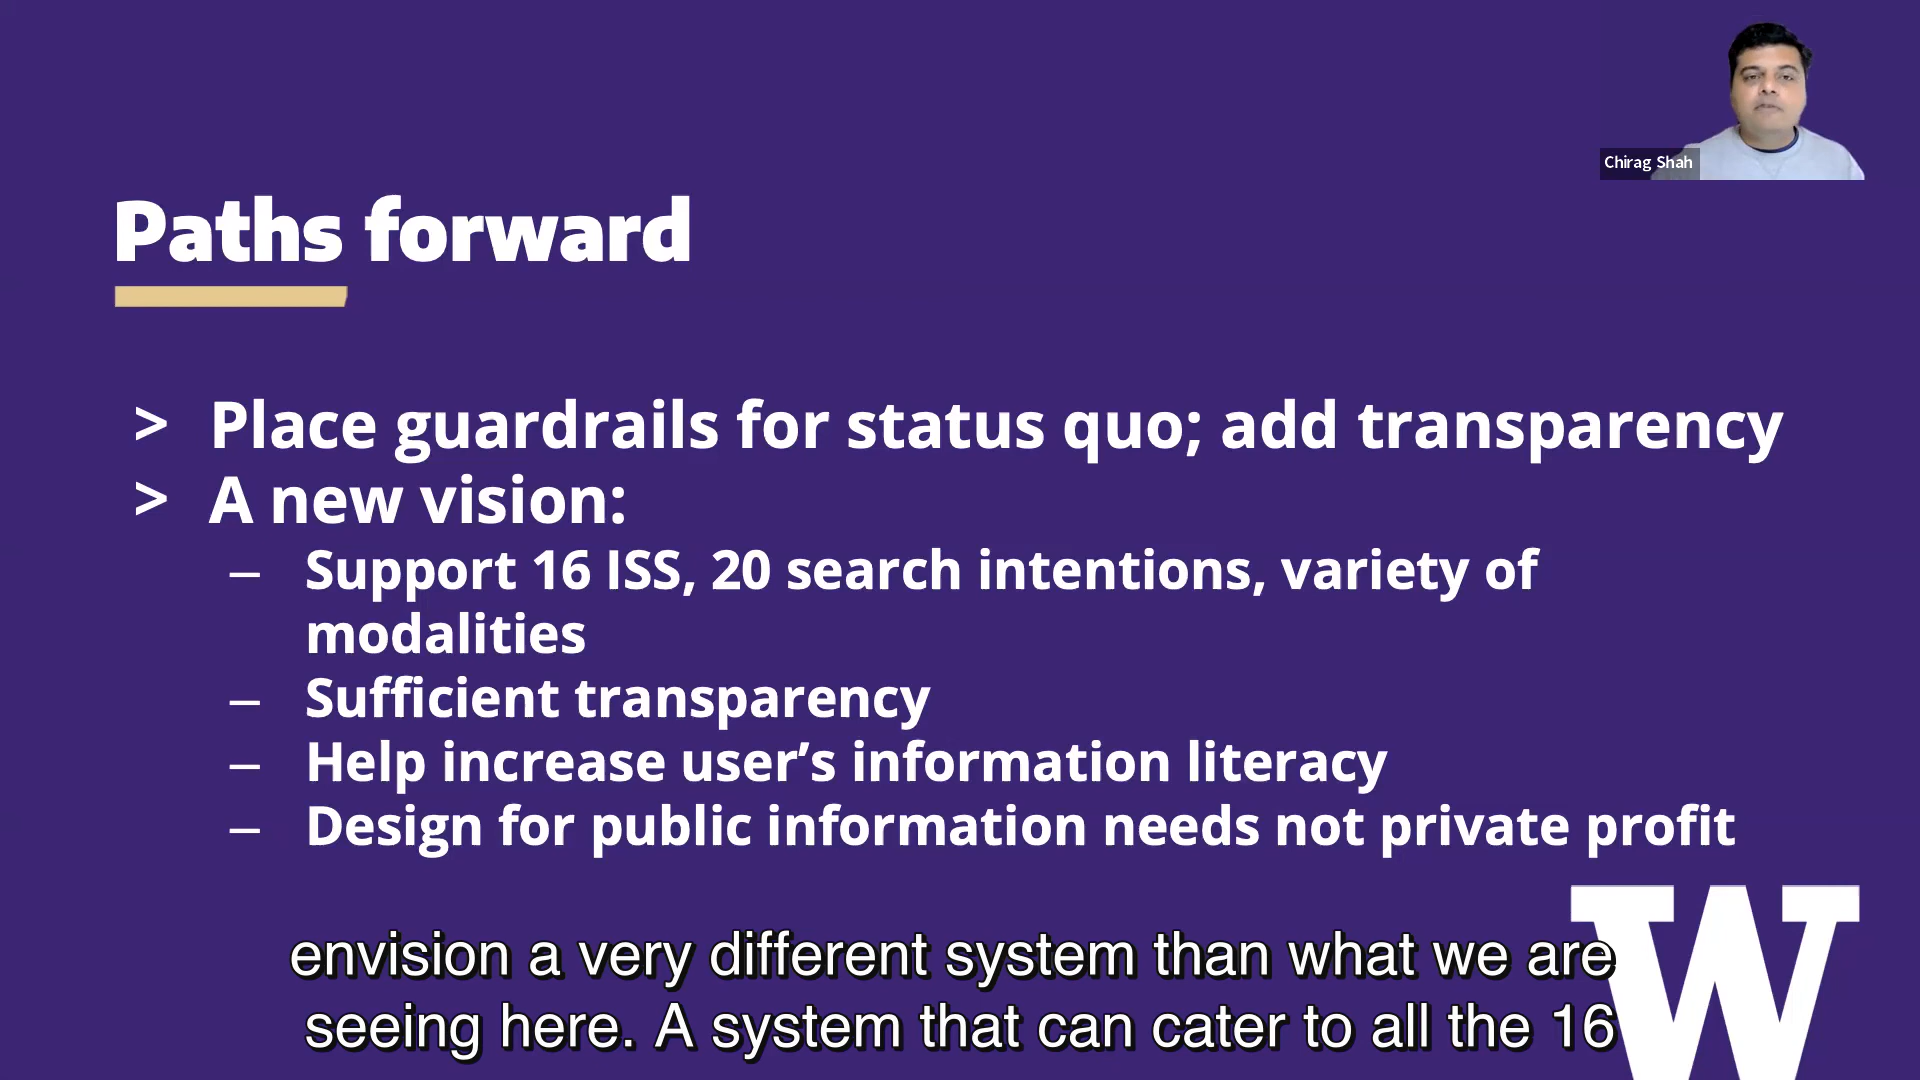 Chirag Shah
Paths forward
> Place guardrails for status quo; add transparency
> A new vision:
– Support 16 ISS, 20 search intentions, variety of
modalities
– Sufficient transparency
– Help increase user’s information literacy
– Design for public information needs not private profit
W
envision a very different system than what we are
seeing here. A system that can cater to all the 16